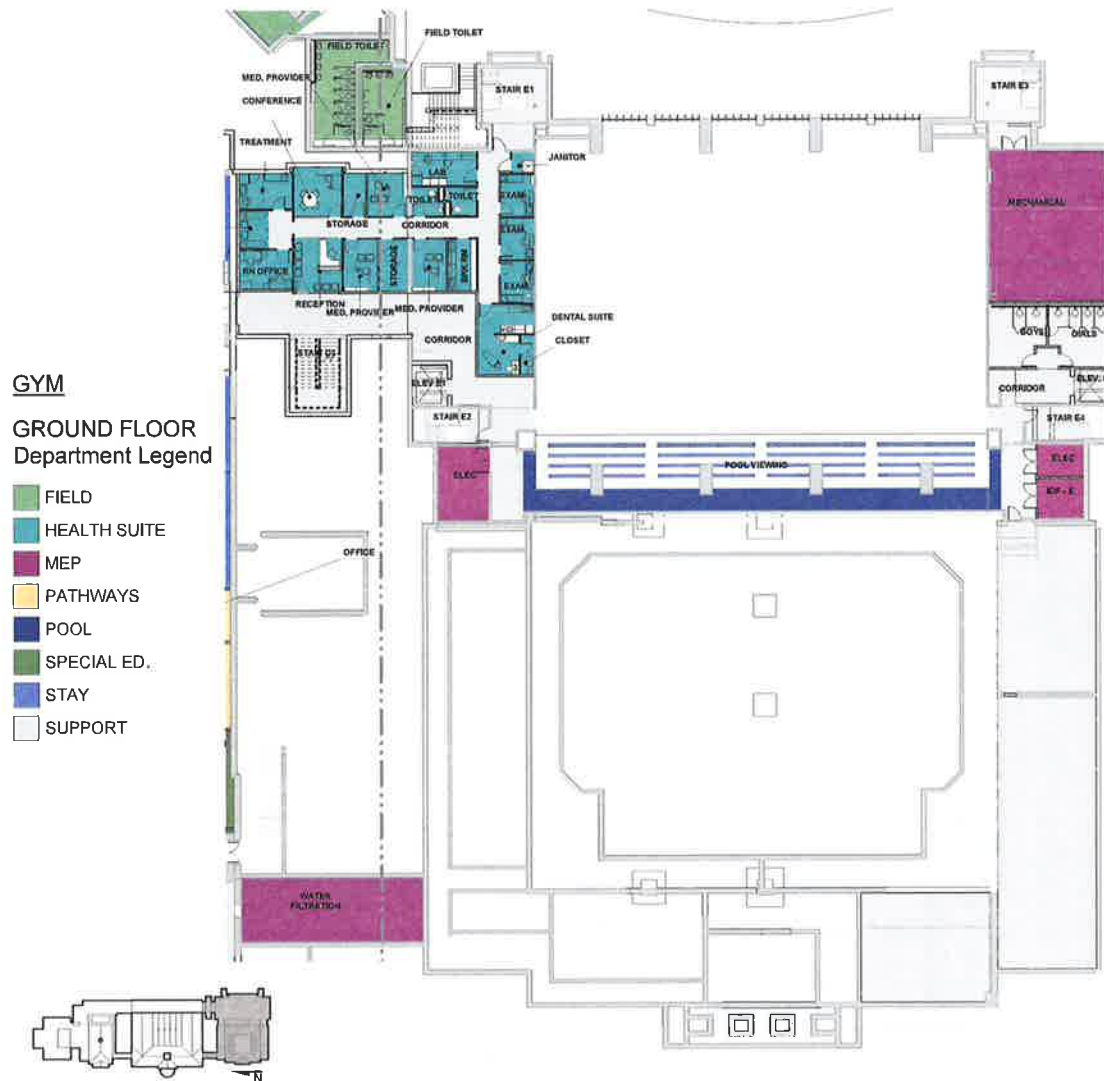 FIELD TOILET
FIELD TOILET
MED. PROVIDER
CONFERENCE
TREATMENT
STAIR E1
STAIR E3
JANITOR
LAB
TOILET
TOILET
EXAM
EXAM
EXAM
MECHANICAL
STORAGE
CORRIDOR
RN OFFICE
STORAGE
RECEPTION
MED. PROVIDER
MED. PROVIDER
DENTAL SUITE
CLOSET
CORRIDOR
BOYS
GIRLS
CORRIDOR
ELEV E1
STAIR E2
STAIR E4
ELEC
POOL VIEWING
ELEC
OFFICE
WATER
FILTRATION
GYM
GROUND FLOOR
Department Legend
FIELD
HEALTH SUITE
MEP
PATHWAYS
POOL
SPECIAL ED.
STAY
SUPPORT
N